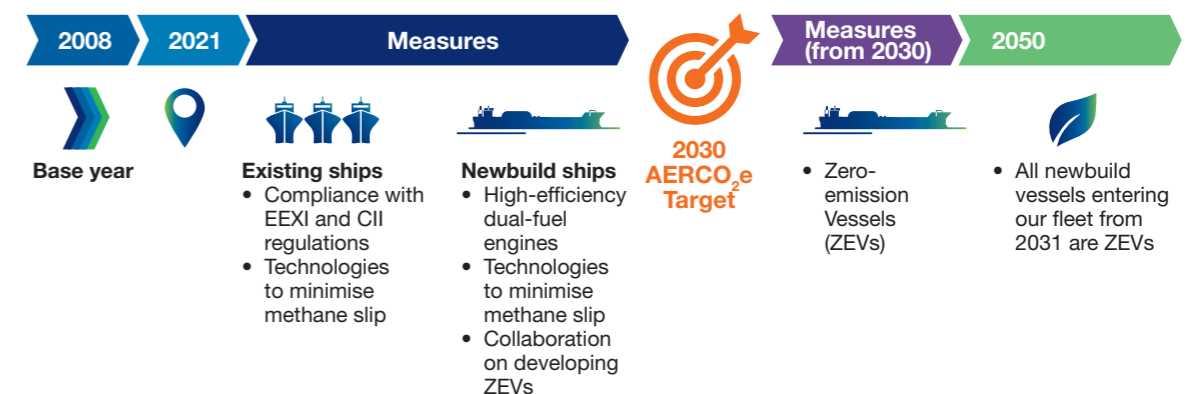 2008
2021
Measures
Measures
(from 2030)
2050
Base year
Existing ships
• Compliance with
EEXI and CII
regulations
• Technologies
to minimise
methane slip
Newbuild ships
• High-efficiency
dual-fuel
engines
• Technologies
to minimise
methane slip
• Collaboration
on developing
ZEVs
2030
AERCO₂e
Target
• Zero-
emission
Vessels
(ZEVs)
• All newbuild
vessels entering
our fleet from
2031 are ZEVs